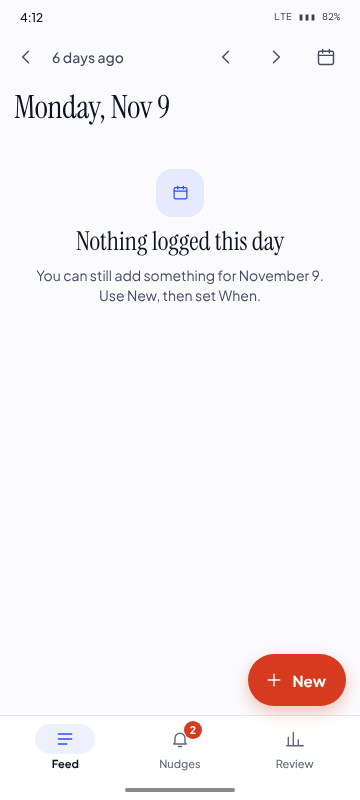 4:12
LTE 82%
6 days ago
Monday, Nov 9
Nothing logged this day
You can still add something for November 9.
Use New, then set When.
New
2
Feed
Nudges
Review